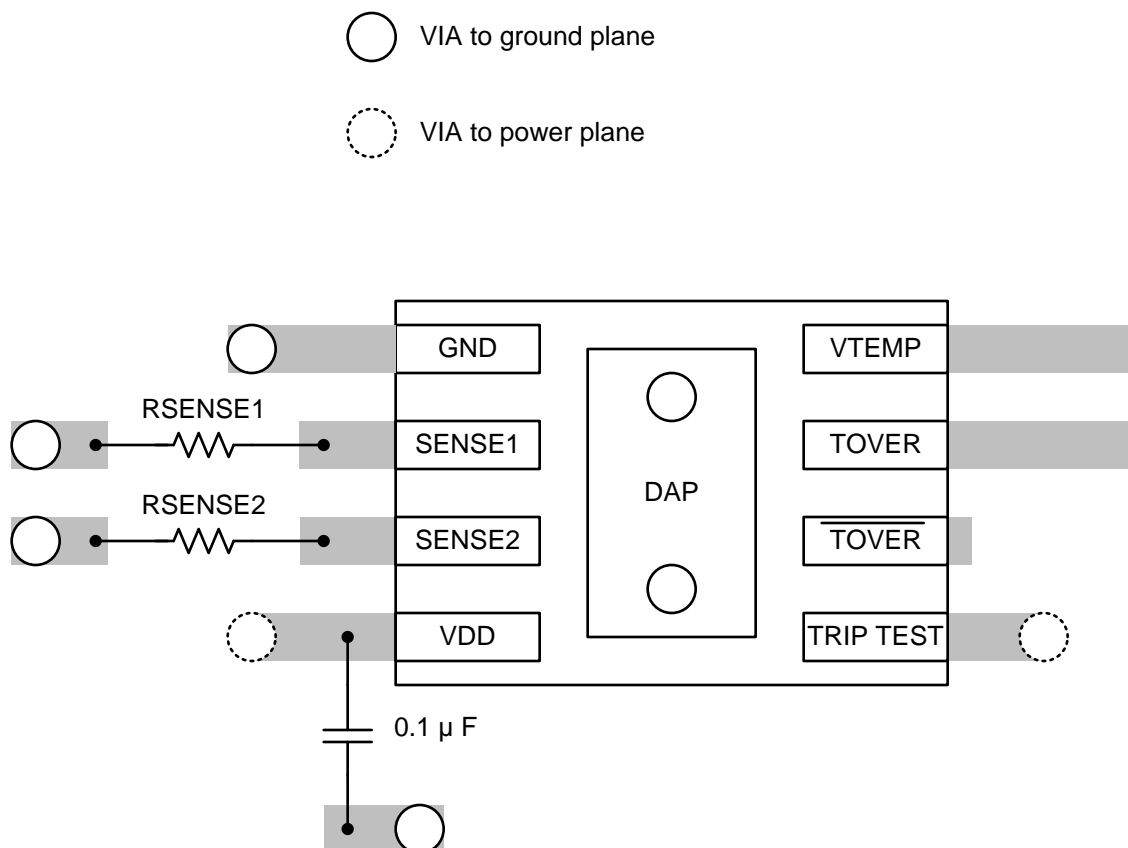 VIA to ground plane
VIA to power plane
GND
VTEMP
RSENSE1
SENSE1
TOVER
DAP
RSENSE2
SENSE2
TOVER
VDD
TRIP TEST
0.1 µ F